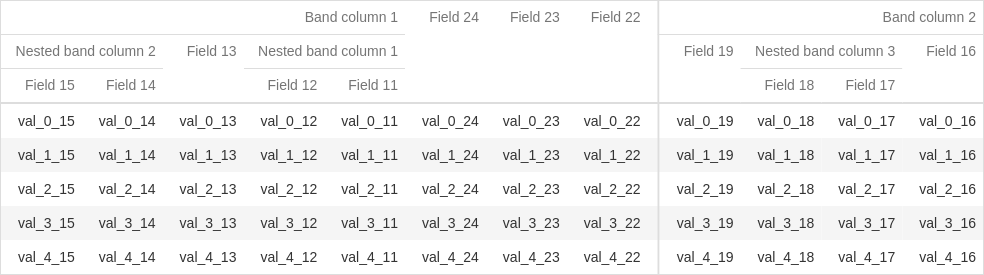 Band column 1 Field 24 Field 23 Field 22 Band column 2
Nested band column 2 Field 13 Nested band column 1 Field 19 Nested band column 3 Field 16
Field 15 Field 14 Field 12 Field 11 Field 18 Field 17
val_0_15 val_0_14 val_0_13 val_0_12 val_0_11 val_0_24 val_0_23 val_0_22 val_0_19 val_0_18 val_0_17 val_0_16
val_1_15 val_1_14 val_1_13 val_1_12 val_1_11 val_1_24 val_1_23 val_1_22 val_1_19 val_1_18 val_1_17 val_1_16
val_2_15 val_2_14 val_2_13 val_2_12 val_2_11 val_2_24 val_2_23 val_2_22 val_2_19 val_2_18 val_2_17 val_2_16
val_3_15 val_3_14 val_3_13 val_3_12 val_3_11 val_3_24 val_3_23 val_3_22 val_3_19 val_3_18 val_3_17 val_3_16
val_4_15 val_4_14 val_4_13 val_4_12 val_4_11 val_4_24 val_4_23 val_4_22 val_4_19 val_4_18 val_4_17 val_4_16